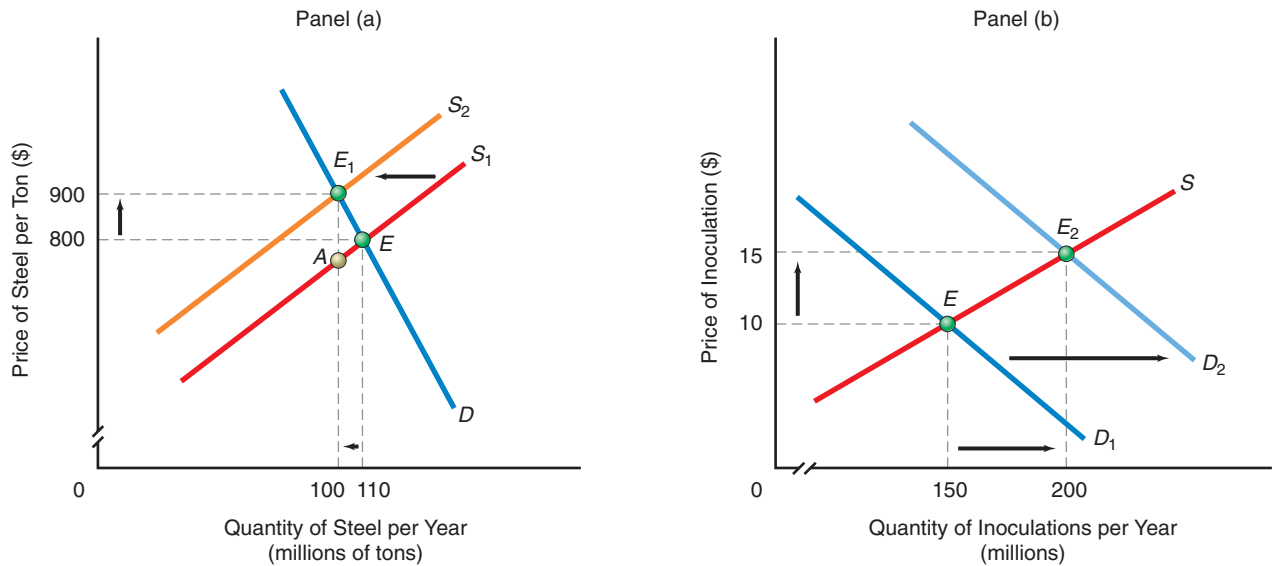 Panel (a)
Price of Steel per Ton ($)
900
800
E₁
S₂
S₁
A
E
D
0
100
110
Quantity of Steel per Year
(millions of tons)
Panel (b)
Price of Inoculation ($)
15
10
E
E₂
S
D₂
D₁
0
150
200
Quantity of Inoculations per Year
(millions)